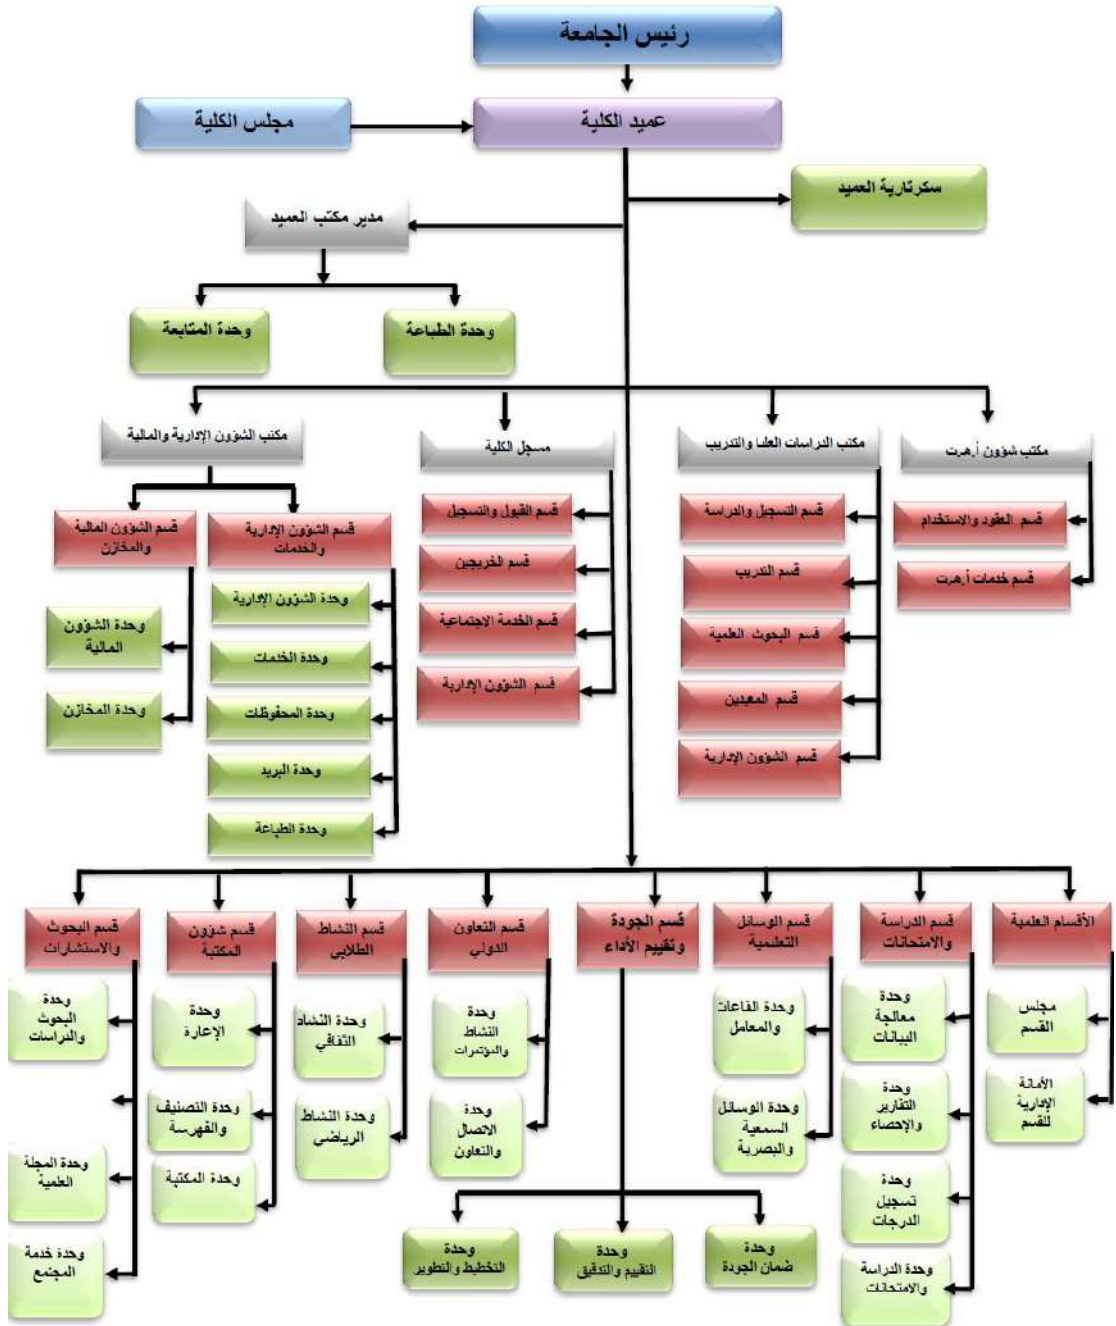 رئيس الجامعة
عميد الكلية
مجلس الكلية
سكرتارية العميد
مدير مكتب العميد
وحدة الطباعة
وحدة المتابعة
مكتب شؤون أ.هـ.ت
مكتب الدراسات العليا والتدريب
مسجل الكلية
مكتب الشؤون الإدارية والمالية
قسم العقود والاستخدام
قسم خدمات أ.هـ.ت
قسم التسجيل والدراسة
قسم التدريب
قسم البحوث العلمية
قسم المعيدين
قسم الشؤون الإدارية
قسم القبول والتسجيل
قسم الخريجين
قسم الخدمة الاجتماعية
قسم الشؤون الإدارية
قسم الشؤون الإدارية
والخدمات
وحدة الشؤون الإدارية
وحدة الخدمات
وحدة المحفوظات
وحدة البريد
وحدة الطباعة
قسم الشؤون المالية
والمخازن
وحدة الشؤون
المالية
وحدة المخازن
الأقسام العلمية
مجلس
القسم
الأمانة
الإدارية
للقسم
قسم الدراسة
والامتحانات
وحدة
معالجة
البيانات
وحدة
التقارير
والإحصاء
وحدة
تسجيل
الدرجات
وحدة الدراسة
والامتحانات
قسم الوسائل
التعلمية
وحدة القاعات
والمعامل
وحدة الوسائل
السمعية
والبصرية
قسم الجودة
وتقييم الأداء
وحدة
ضمان الجودة
وحدة
التقييم والتدقيق
وحدة
التخطيط والتطوير
قسم التعاون
الدولي
وحدة
النشاط
والمؤتمرات
وحدة
الاتصال
والتعاون
قسم النشاط
الطلابي
وحدة النشاد
الثقافي
وحدة النشاط
الرياضي
قسم شؤون
المكتبة
وحدة
الإعارة
وحدة التصنيف
والفهرسة
وحدة المكتبة
قسم البحوث
والاستشارات
وحدة
البحوث
والدراسات
وحدة المجلة
العلمية
وحدة خدمة
المجتمع